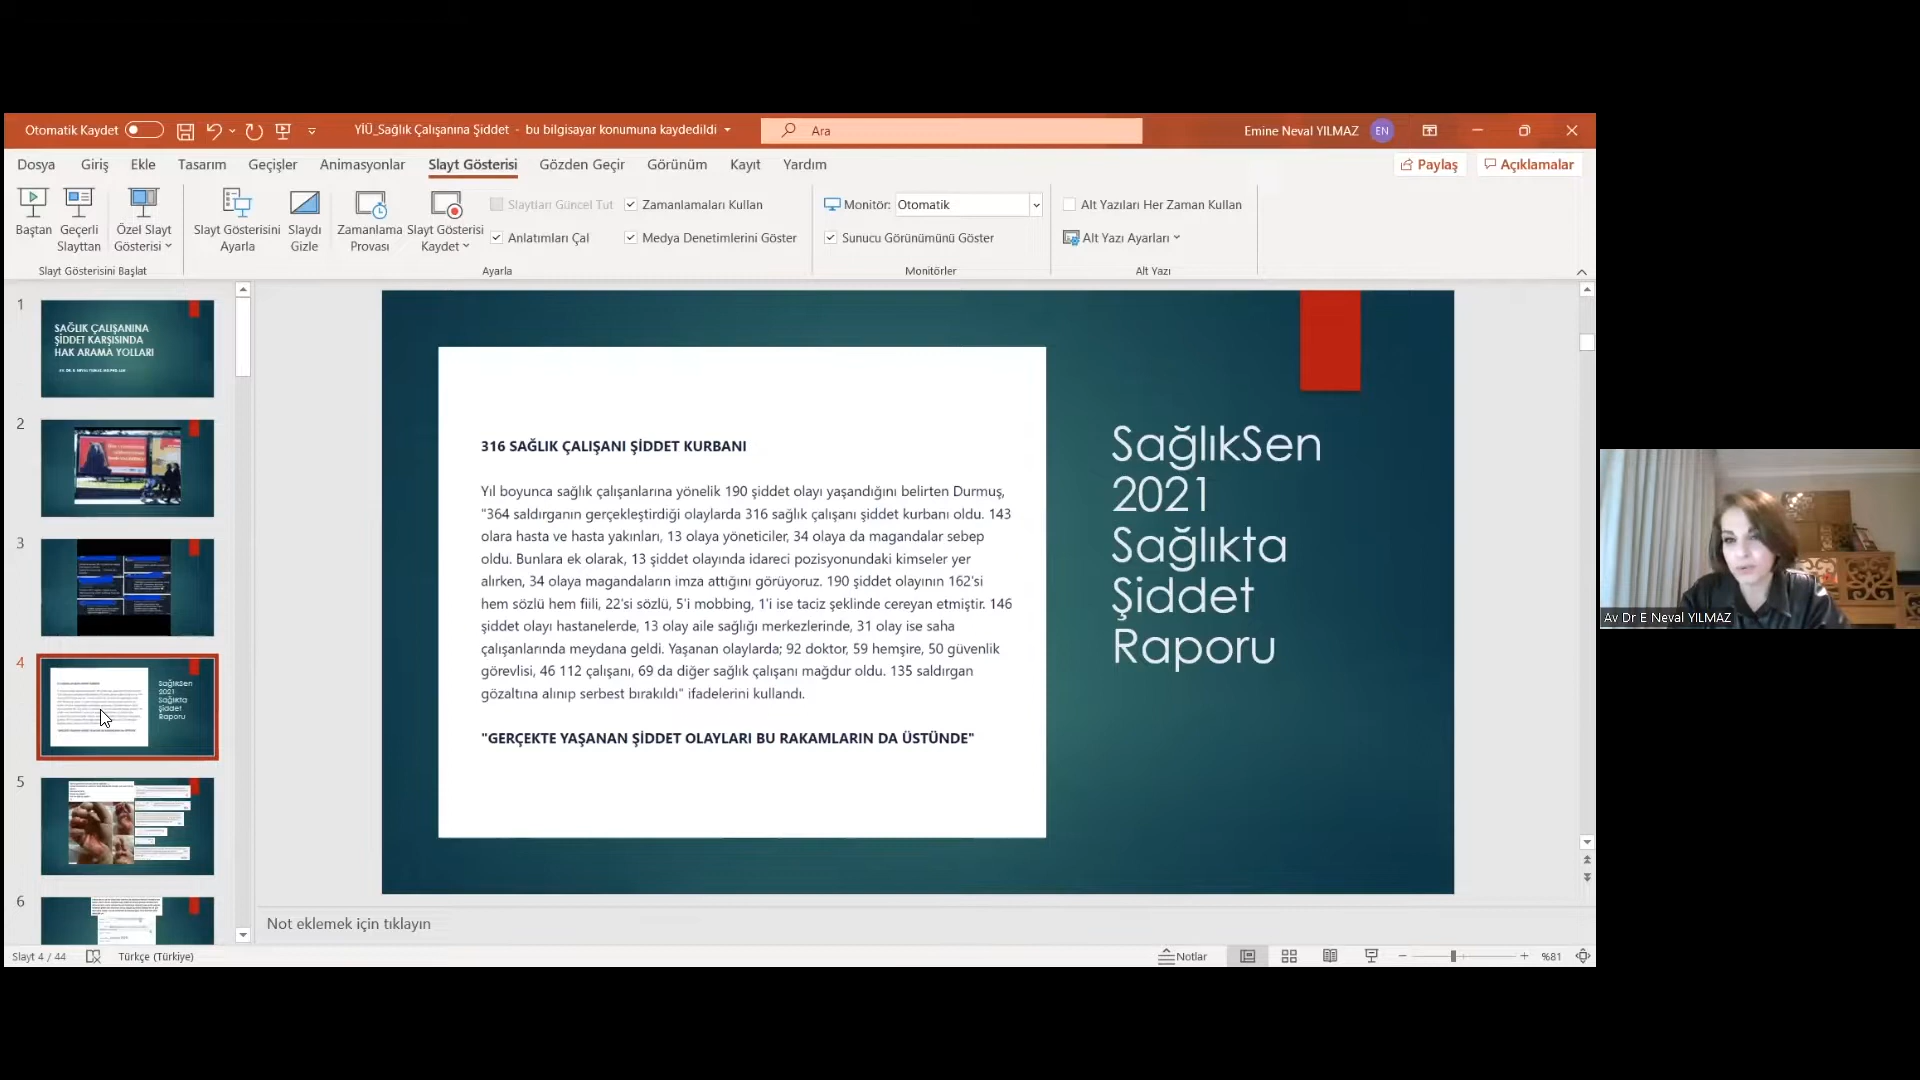 Otomatik Kaydet
YİÜ_Sağlık Çalışanına Şiddet - bu bilgisayar konumuna kaydedildi
Ara
Emine Neval YILMAZ
EN
Dosya
Giriş
Ekle
Tasarım
Geçişler
Animasyonlar
Slayt Gösterisi
Gözden Geçir
Görünüm
Kayıt
Yardım
Paylaş
Açıklamalar
Baştan
Geçerli
Slayttan
Özel Slayt
Gösterisi
Slayt Gösterisini Başlat
Slayt Gösterisini
Ayarla
Slaydı
Gizle
Zamanlama
Provası
Slayt Gösterisi
Kaydet
Slaytları Güncel Tut
Anlatımları Çal
Zamanlamaları Kullan
Medya Denetimlerini Göster
Ayarla
Monitör:
Otomatik
Sunucu Görünümünü Göster
Monitörler
Alt Yazıları Her Zaman Kullan
Alt Yazı Ayarları
Alt Yazı
1
SAĞLIK ÇALIŞANINA
ŞİDDET KARŞISINDA
HAK ARAMA YOLLARI
2
3
4
SağlıkSen
2021
Sağlıkta
Şiddet
Raporu
5
6
316 SAĞLIK ÇALIŞANI ŞİDDET KURBANI
Yıl boyunca sağlık çalışanlarına yönelik 190 şiddet olayı yaşandığını belirten Durmuş,
"364 saldırganın gerçekleştirdiği olaylarda 316 sağlık çalışanı şiddet kurbanı oldu. 143
olara hasta ve hasta yakınları, 13 olaya yöneticiler, 34 olaya da magandalar sebep
oldu. Bunlara ek olarak, 13 şiddet olayında idareci pozisyonundaki kimseler yer
alırken, 34 olaya magandaların imza attığını görüyoruz. 190 şiddet olayının 162'si
hem sözlü hem fiili, 22'si sözlü, 5'i mobbing, 1'i ise taciz şeklinde cereyan etmiştir. 146
şiddet olayı hastanelerde, 13 olay aile sağlığı merkezlerinde, 31 olay ise saha
çalışanlarında meydana geldi. Yaşanan olaylarda; 92 doktor, 59 hemşire, 50 güvenlik
görevlisi, 46 112 çalışanı, 69 da diğer sağlık çalışanı mağdur oldu. 135 saldırgan
gözaltına alınıp serbest bırakıldı" ifadelerini kullandı.
"GERÇEKTE YAŞANAN ŞİDDET OLAYLARI BU RAKAMLARIN DA ÜSTÜNDE"
SağlıkSen
2021
Sağlıkta
Şiddet
Raporu
Av Dr E Neval YILMAZ
Not eklemek için tıklayın
Slayt 4 / 44
Türkçe (Türkiye)
Notlar
%81